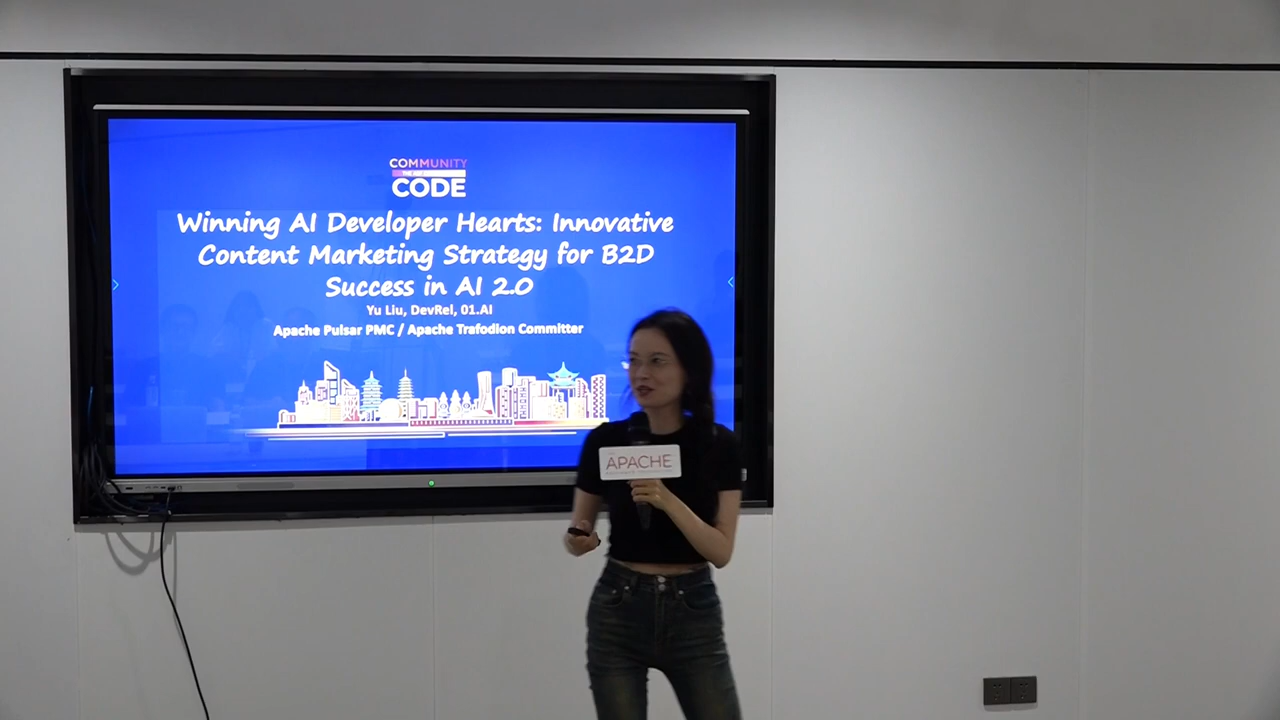 COMMUNITY
CODE
Winning AI Developer Hearts: Innovative
Content Marketing Strategy for B2D
Success in AI 2.0
Yu Liu, DevRel, 01.AI
Apache Pulsar PMC / Apache Trafodion Committer
APACHE